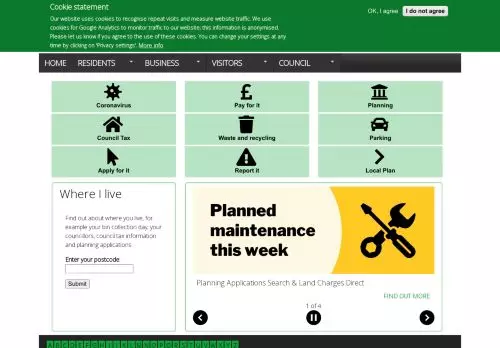 Cookie statement
Our website uses cookies to recognise repeat visits and measure website traffic. We use
cookies for Google Analytics to monitor traffic to our website; this information is anonymised.
Please let us know if you agree to the use of these cookies. You can change your settings at any
time by clicking on 'Privacy settings'. More info
OK, I agree
I do not agree
HOME RESIDENTS BUSINESS VISITORS COUNCIL
Coronavirus
Pay for it
Planning
Council Tax
Waste and recycling
Parking
Apply for it
Report it
Local Plan
Where I live
Find out about where you live, for
example your bin collection day, your
councillors, council tax information
and planning applications
Enter your postcode:
Submit
Planned
maintenance
this week
Planning Applications Search & Land Charges Direct
FIND OUT MORE
1 of 4
A B C D E F G H I J K L M N O P Q R S T U V W X Y Z